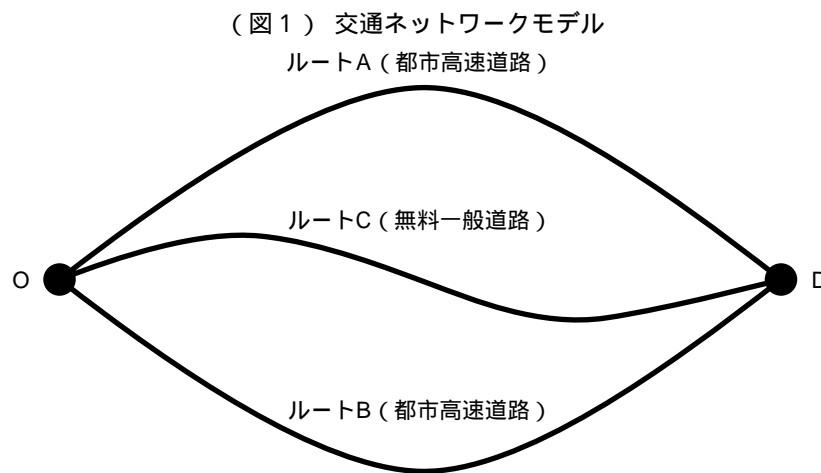 （図１） 交通ネットワークモデル
ルートA（都市高速道路）
ルートC（無料一般道路）
O
D
ルートB（都市高速道路）